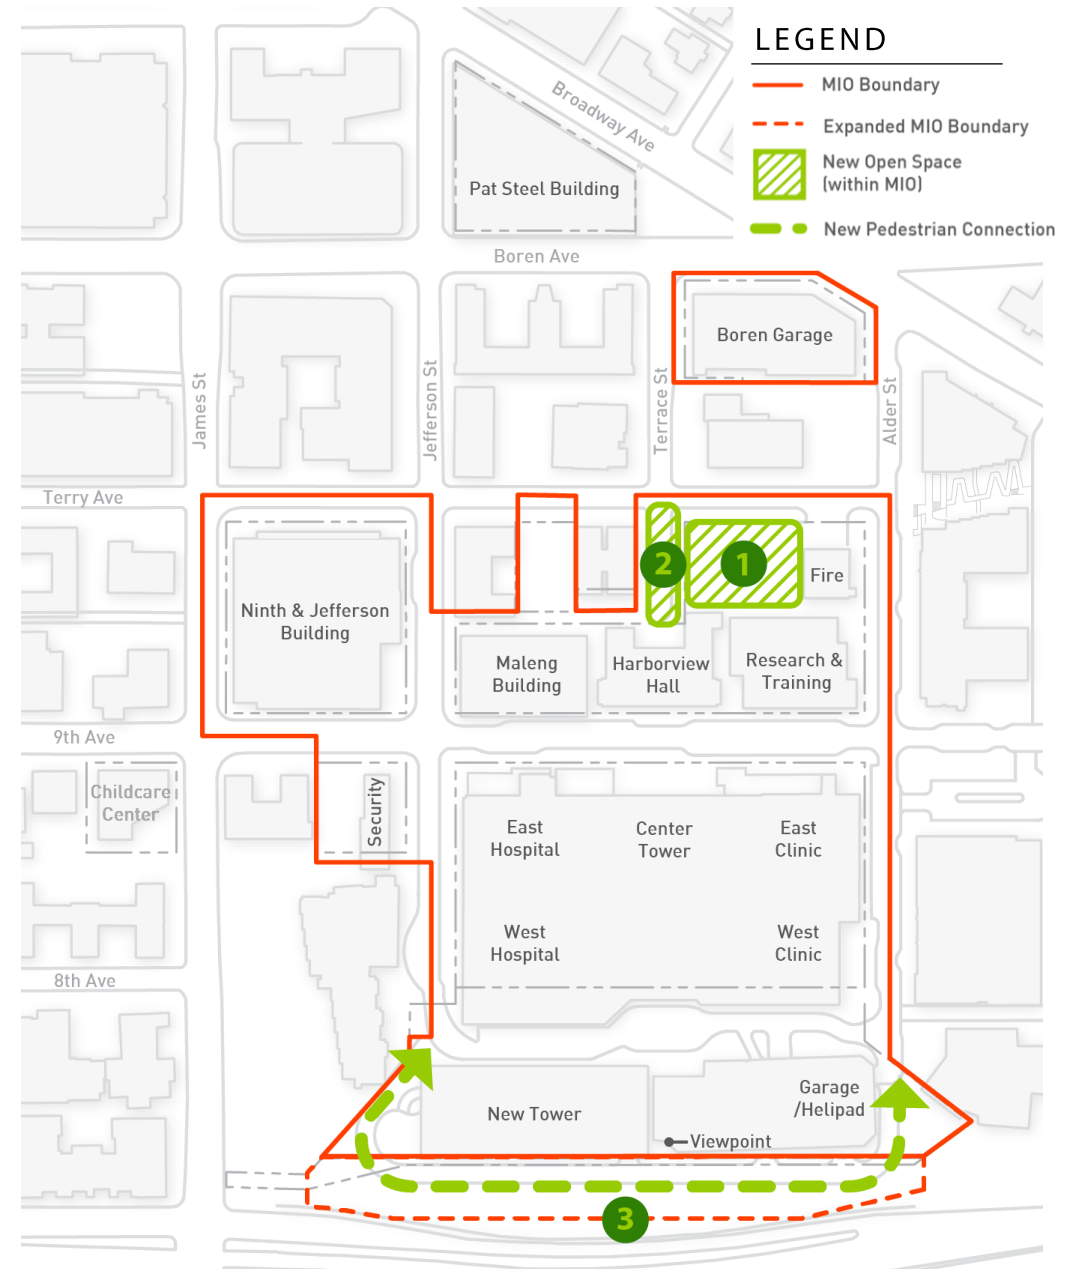 LEGEND
MIO Boundary
Expanded MIO Boundary
New Open Space
(within MIO)
New Pedestrian Connection
Broadway Ave
Pat Steel Building
Boren Ave
Boren Garage
James St
Jefferson St
Terrace St
Alder St
Terry Ave
2
1
Fire
Ninth & Jefferson
Building
Maleng
Building
Harborview
Hall
Research &
Training
9th Ave
Childcare
Center
Security
East
Hospital
Center
Tower
East
Clinic
West
Hospital
West
Clinic
8th Ave
New Tower
Garage
/Helipad
Viewpoint
3